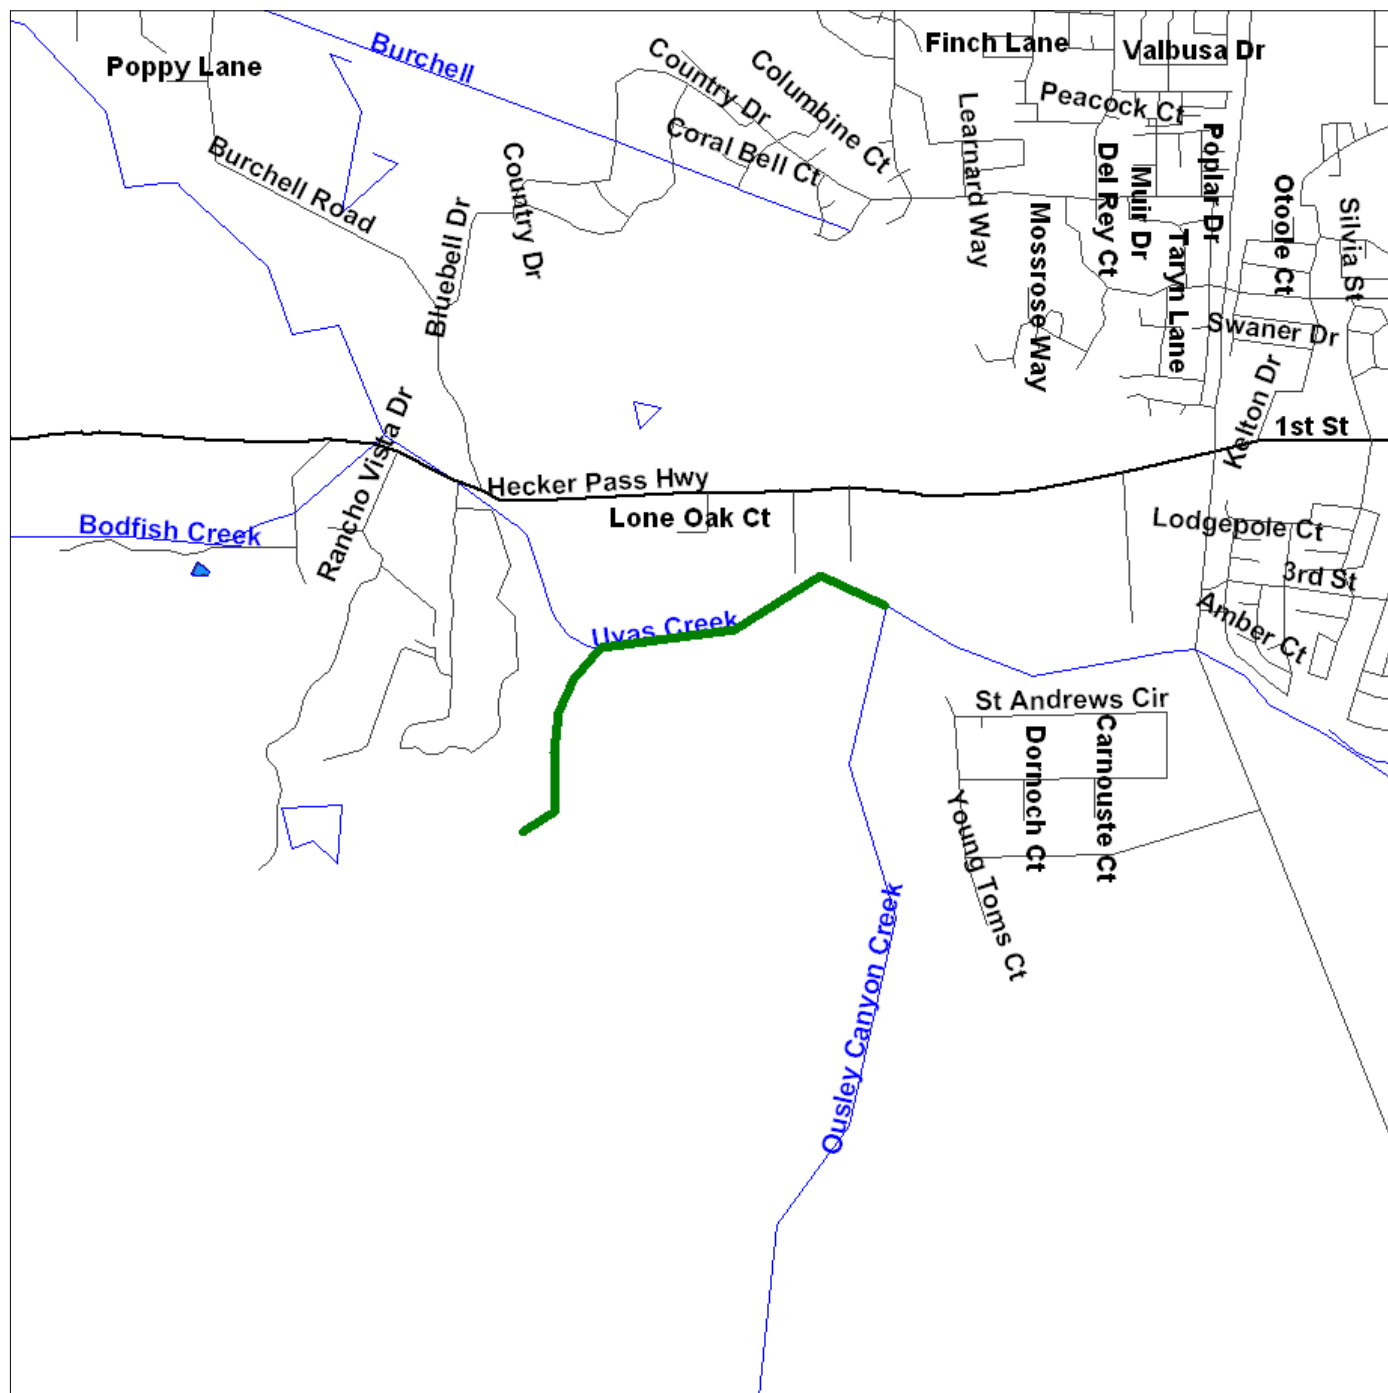 Burchell
Finch Lane
Valbusa Dr
Poppy Lane
Country Dr
Columbine Ct
Peacock Ct
Learnard Way
Coral Bell Ct
Burchell Road
Country Dr
Bluebell Dr
Del Rey Ct
Muir Dr
Poplar Dr
Otoole Ct
Silvia St
Mossrose Way
Taryn Lane
Swaner Dr
Kelton Dr
1st St
Rancho Vista Dr
Hecker Pass Hwy
Lone Oak Ct
Bodfish Creek
Lodgepole Ct
3rd St
Amber Ct
Uvas Creek
St Andrews Cir
Dornoch Ct
Carnouste Ct
Young Toms Ct
Ousley Canyon Creek